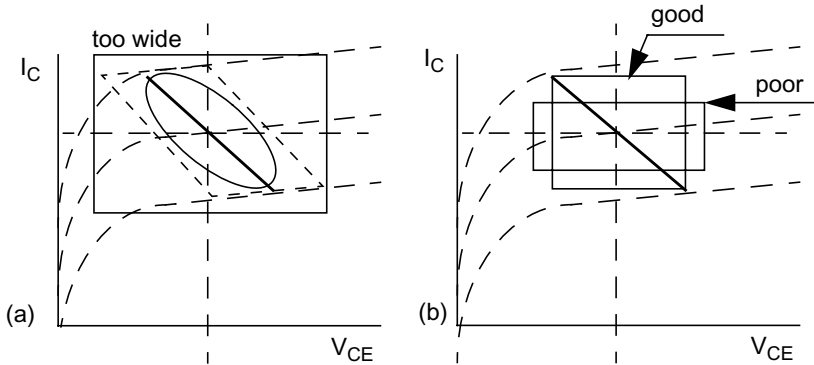 too wide
I_C
(a)
V_CE
good
I_C
poor
(b)
V_CE